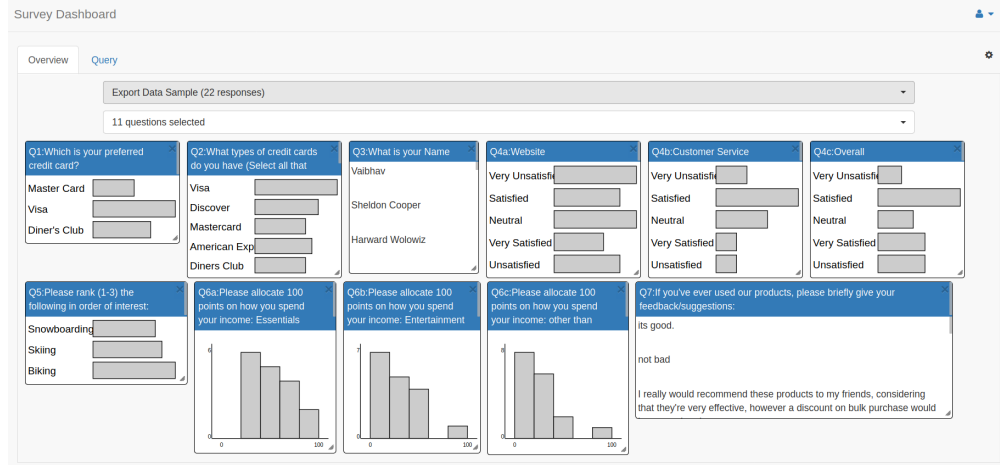 Survey Dashboard
Overview
Query
Export Data Sample (22 responses)
11 questions selected
Q1:Which is your preferred
credit card?
Master Card
Visa
Diner's Club
Q2:What types of credit cards
do you have (Select all that
Visa
Discover
Mastercard
American Exp
Diners Club
Q3:What is your Name
Vaibhav
Sheldon Cooper
Harward Wolowiz
Q4a:Website
Very Unsatisfie
Satisfied
Neutral
Very Satisfied
Unsatisfied
Q4b:Customer Service
Very Unsatisfie
Satisfied
Neutral
Very Satisfied
Unsatisfied
Q4c:Overall
Very Unsatisfie
Satisfied
Neutral
Very Satisfied
Unsatisfied
Q5:Please rank (1-3) the
following in order of interest:
Snowboarding
Skiing
Biking
Q6a:Please allocate 100
points on how you spend
your income: Essentials
6
0
0 100
Q6b:Please allocate 100
points on how you spend
your income: Entertainment
7
0
0 100
Q6c:Please allocate 100
points on how you spend
your income: other than
8
0
0 100
Q7:If you've ever used our products, please briefly give your
feedback/suggestions:
its good.
not bad
I really would recommend these products to my friends, considering
that they're very effective, however a discount on bulk purchase would